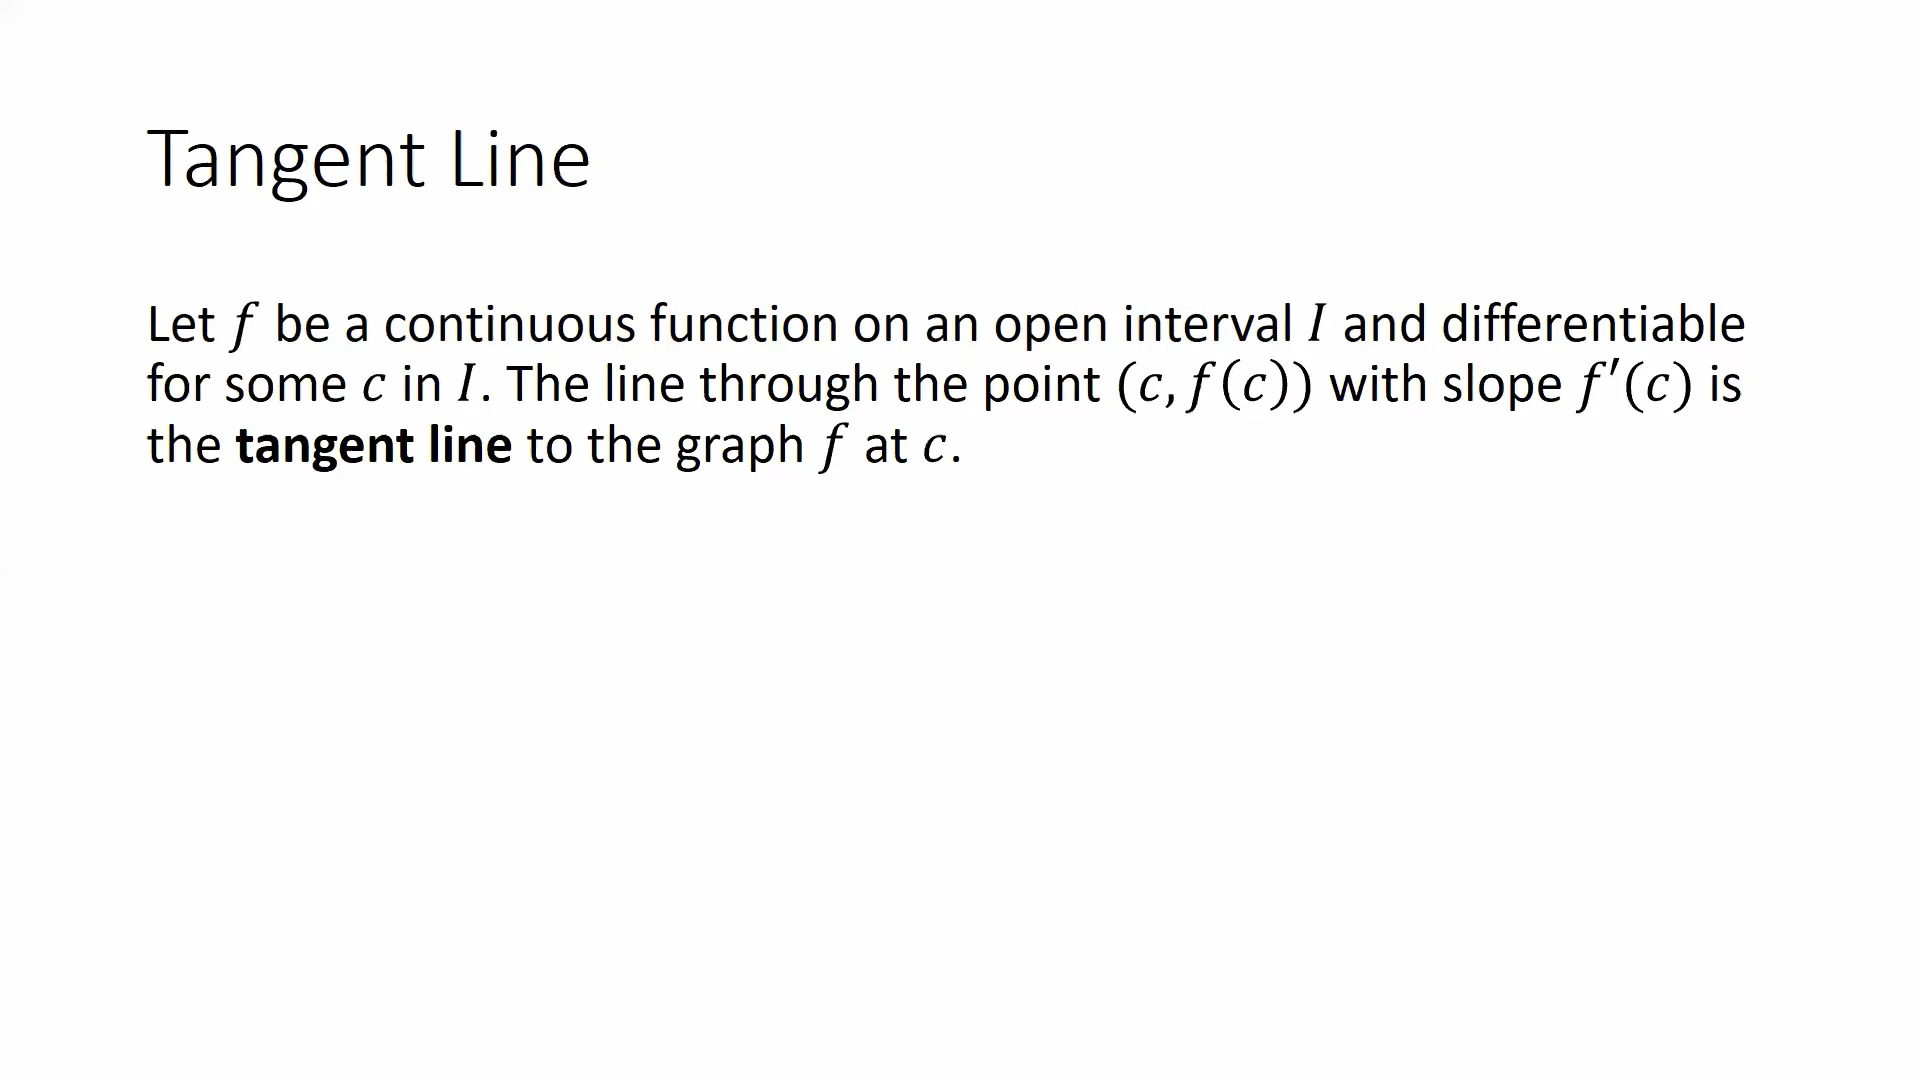 Tangent Line
Let 𝑓 be a continuous function on an open interval 𝐼 and differentiable
for some 𝑐 in 𝐼. The line through the point (𝑐, 𝑓(𝑐)) with slope 𝑓′(𝑐) is
the tangent line to the graph 𝑓 at 𝑐.